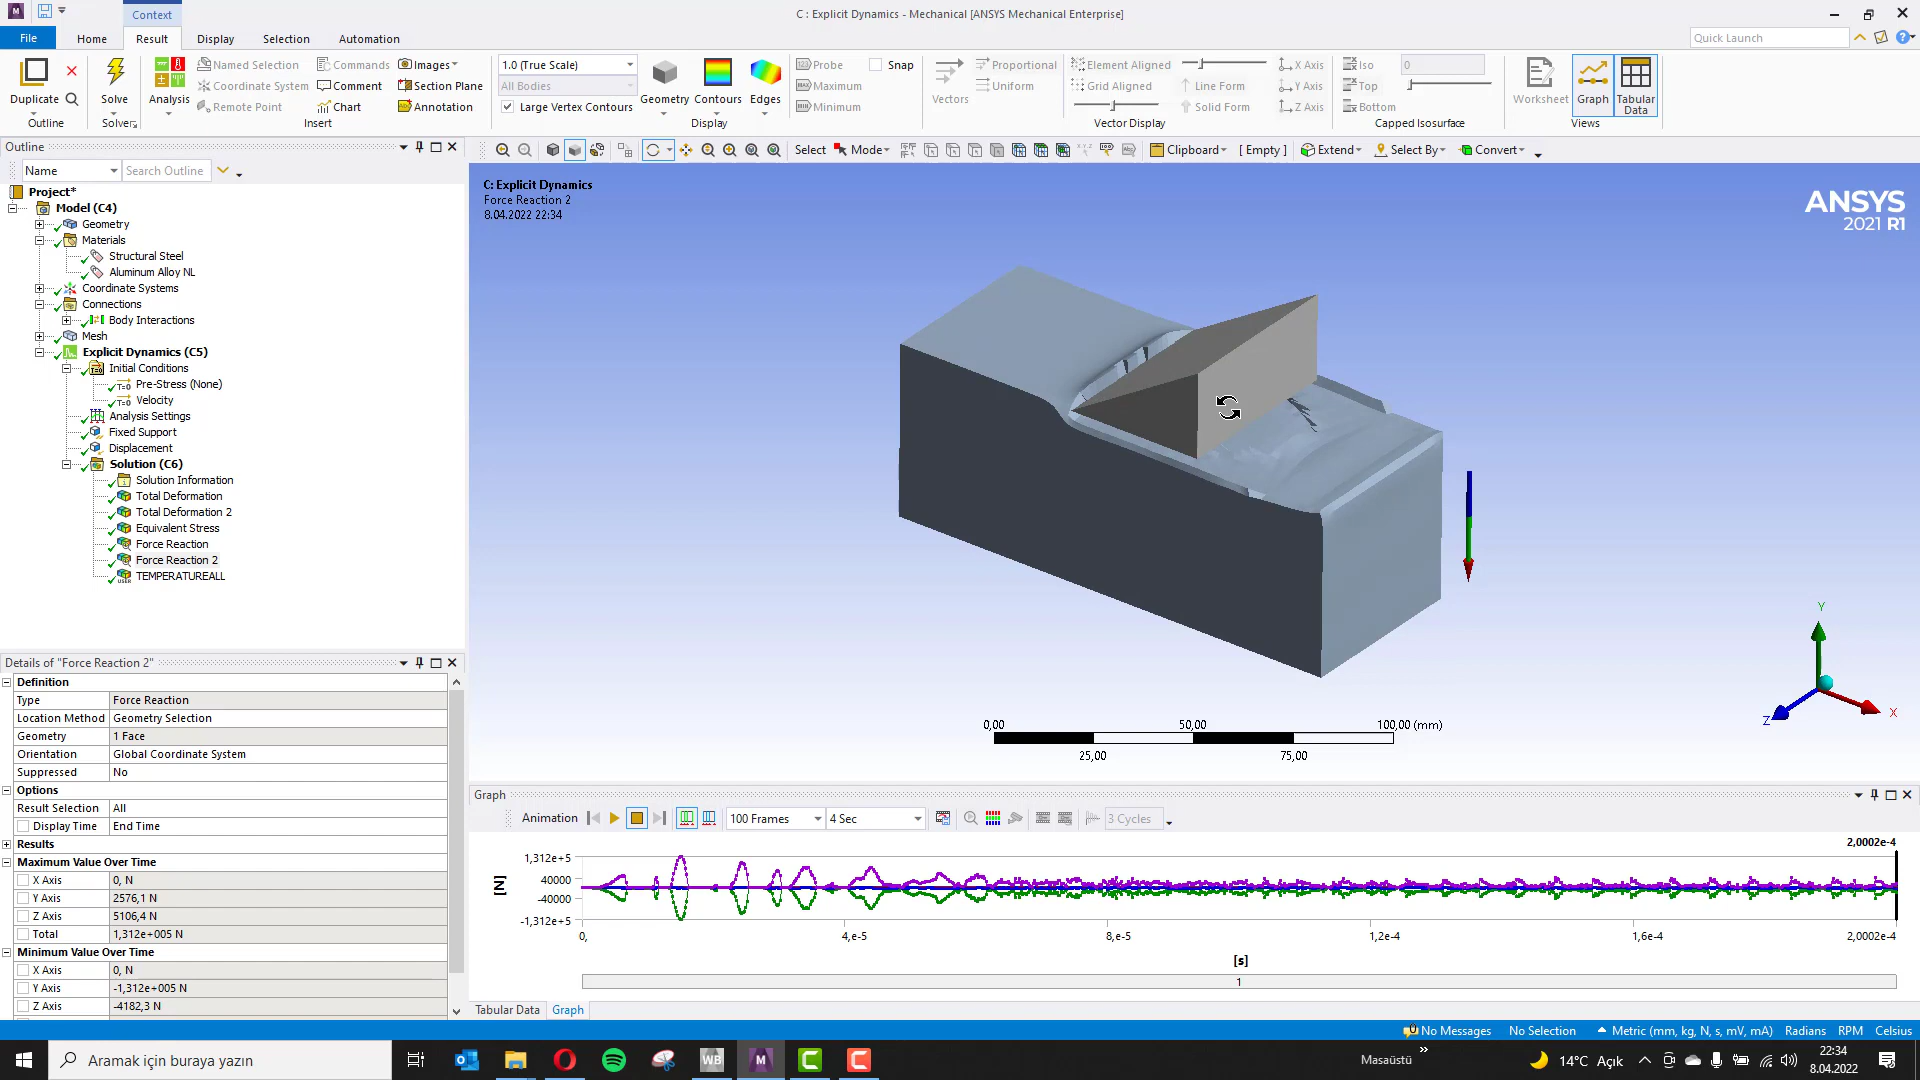 Context
C : Explicit Dynamics - Mechanical [ANSYS Mechanical Enterprise]
File Home Result Display Selection Automation
Quick Launch
Duplicate
Outline
Solve
Solver
Analysis
Named Selection
Coordinate System
Remote Point
Commands
Comment
Chart
Images
Section Plane
Annotation
Insert
1.0 (True Scale)
All Bodies
Large Vertex Contours
Geometry
Contours
Edges
Display
Probe
Maximum
Minimum
Snap
Vectors
Proportional
Uniform
Element Aligned
Grid Aligned
Line Form
Solid Form
X Axis
Y Axis
Z Axis
Vector Display
Iso
Top
Bottom
0
Capped Isosurface
Worksheet
Graph
Tabular Data
Views
Outline
Name
Search Outline
Select Mode Clipboard [ Empty ] Extend Select By Convert
Project*
Model (C4)
Geometry
Materials
Structural Steel
Aluminum Alloy NL
Coordinate Systems
Connections
Body Interactions
Mesh
Explicit Dynamics (C5)
Initial Conditions
Pre-Stress (None)
Velocity
Analysis Settings
Fixed Support
Displacement
Solution (C6)
Solution Information
Total Deformation
Total Deformation 2
Equivalent Stress
Force Reaction
Force Reaction 2
TEMPERATUREALL
C: Explicit Dynamics
Force Reaction 2
8.04.2022 22:34
ANSYS
2021 R1
Y
X
Z
0,00 50,00 100,00 (mm)
25,00 75,00
Details of "Force Reaction 2"
Definition
Type Force Reaction
Location Method Geometry Selection
Geometry 1 Face
Orientation Global Coordinate System
Suppressed No
Options
Result Selection All
Display Time End Time
Results
Maximum Value Over Time
X Axis 0, N
Y Axis 2576,1 N
Z Axis 5106,4 N
Total 1,312e+005 N
Minimum Value Over Time
X Axis 0, N
Y Axis -1,312e+005 N
Z Axis -4182,3 N
Graph
Animation 100 Frames 4 Sec 3 Cycles
2,0002e-4
[N]
1,312e+5
40000
-40000
-1,312e+5
0, 4,e-5 8,e-5 1,2e-4 1,6e-4 2,0002e-4
[s]
1
Tabular Data Graph
No Messages No Selection Metric (mm, kg, N, s, mV, mA) Radians RPM Celsius
Aramak için buraya yazın
WB
M
C
C
Masaüstü
14°C Açık
22:34
8.04.2022